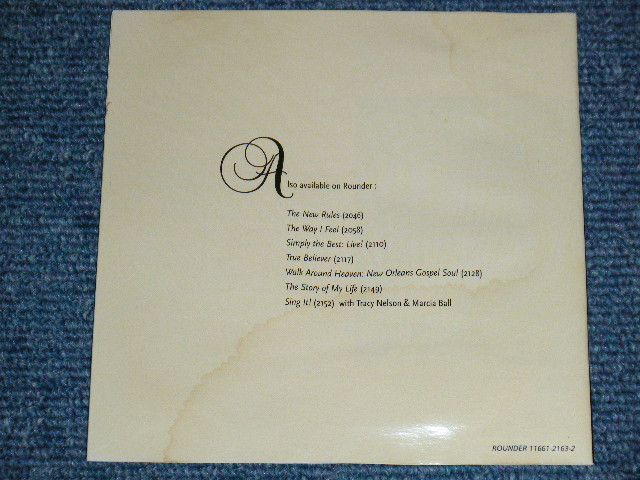 Also available on Rounder :
The New Rules (2046)
The Way I Feel (2058)
Simply the Best: Live! (2110)
True Believer (2117)
Walk Around Heaven: New Orleans Gospel Soul (2128)
The Story of My Life (2149)
Sing It! (2152) with Tracy Nelson & Marcia Ball
ROUNDER 11661-2163-2